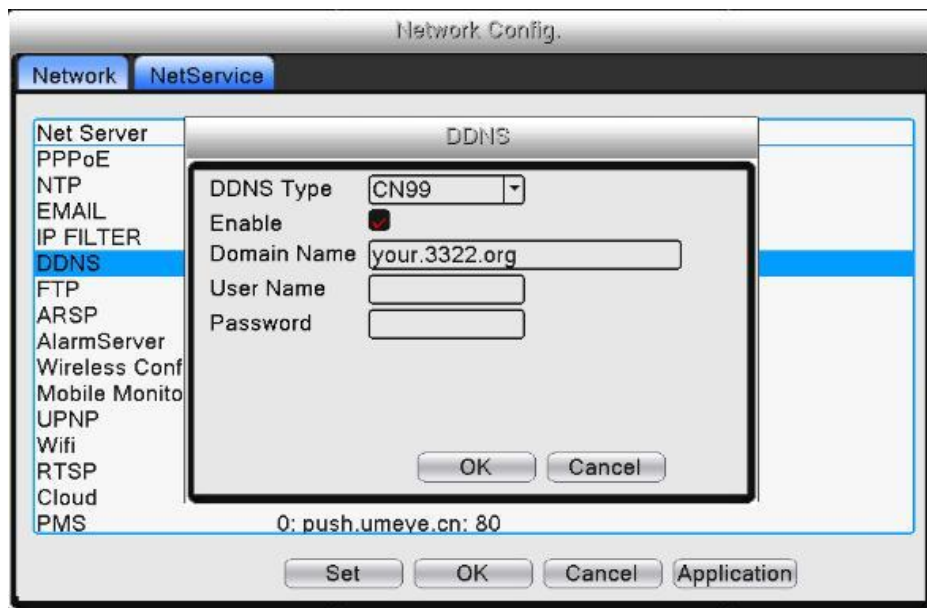 Network Config.
Network NetService
Net Server
PPPoE
NTP
EMAIL
IP FILTER
DDNS
FTP
ARSP
AlarmServer
Wireless Conf
Mobile Monito
UPNP
Wifi
RTSP
Cloud
PMS 0: push.umeye.cn: 80
DDNS
DDNS Type CN99
Enable
Domain Name your.3322.org
User Name
Password
OK Cancel
Set OK Cancel Application